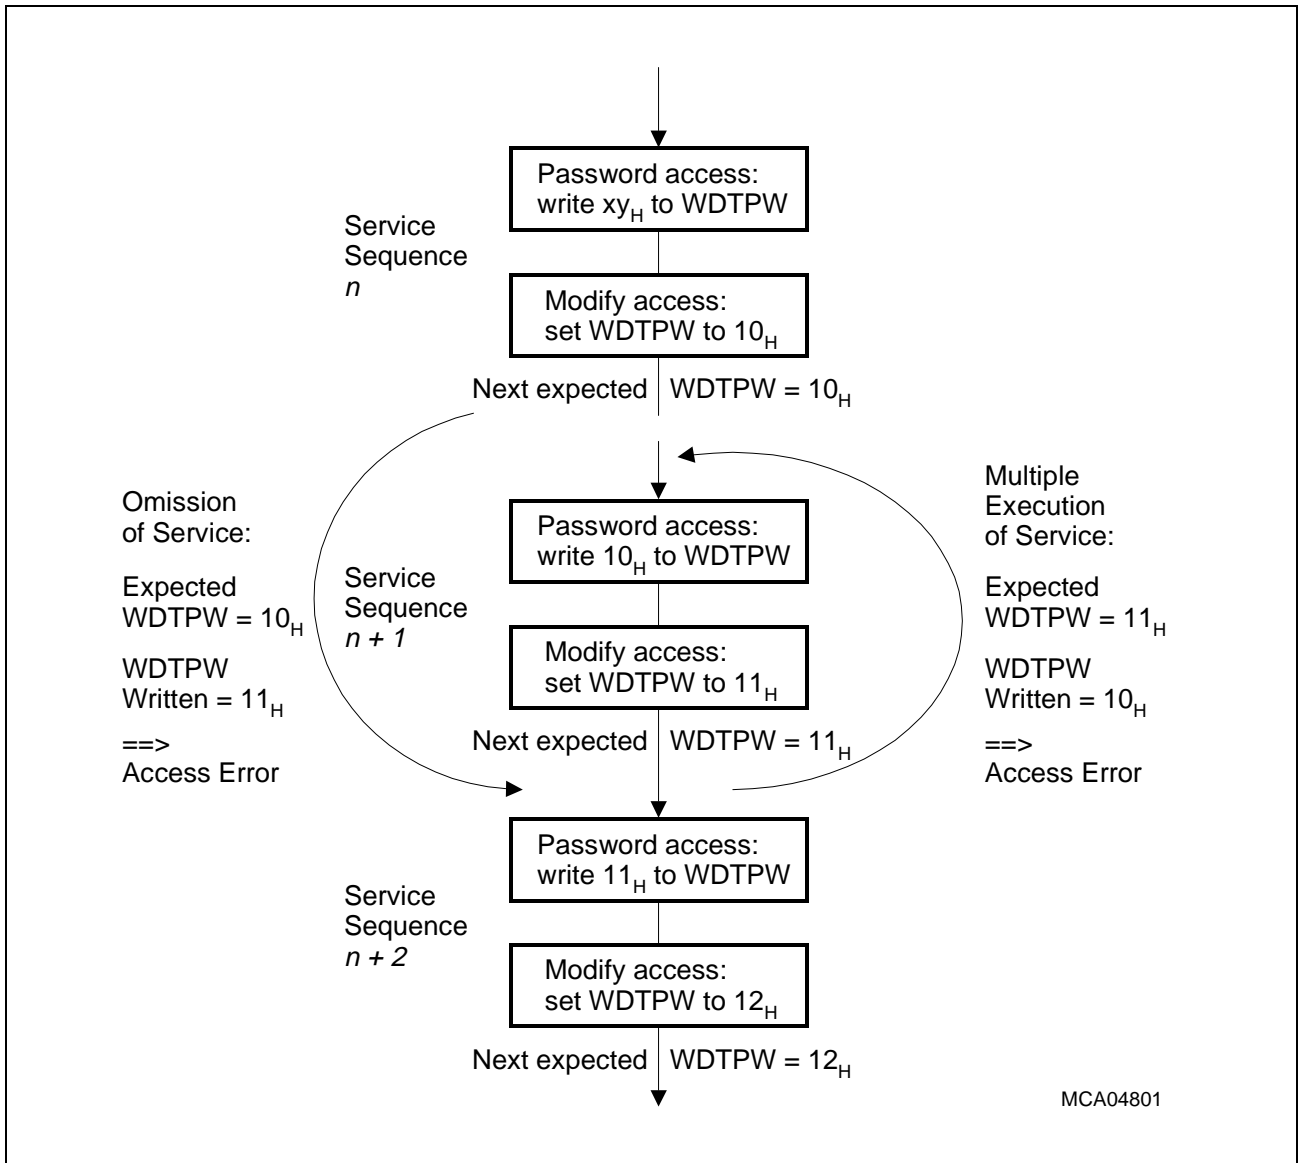 Password access:
write xyH to WDTPW
Service
Sequence
n
Modify access:
set WDTPW to 10H
Next expected WDTPW = 10H
Omission
of Service:
Expected
WDTPW = 10H
WDTPW
Written = 11H
==>
Access Error
Password access:
write 10H to WDTPW
Service
Sequence
n + 1
Modify access:
set WDTPW to 11H
Next expected WDTPW = 11H
Multiple
Execution
of Service:
Expected
WDTPW = 11H
WDTPW
Written = 10H
==>
Access Error
Password access:
write 11H to WDTPW
Service
Sequence
n + 2
Modify access:
set WDTPW to 12H
Next expected WDTPW = 12H
MCA04801